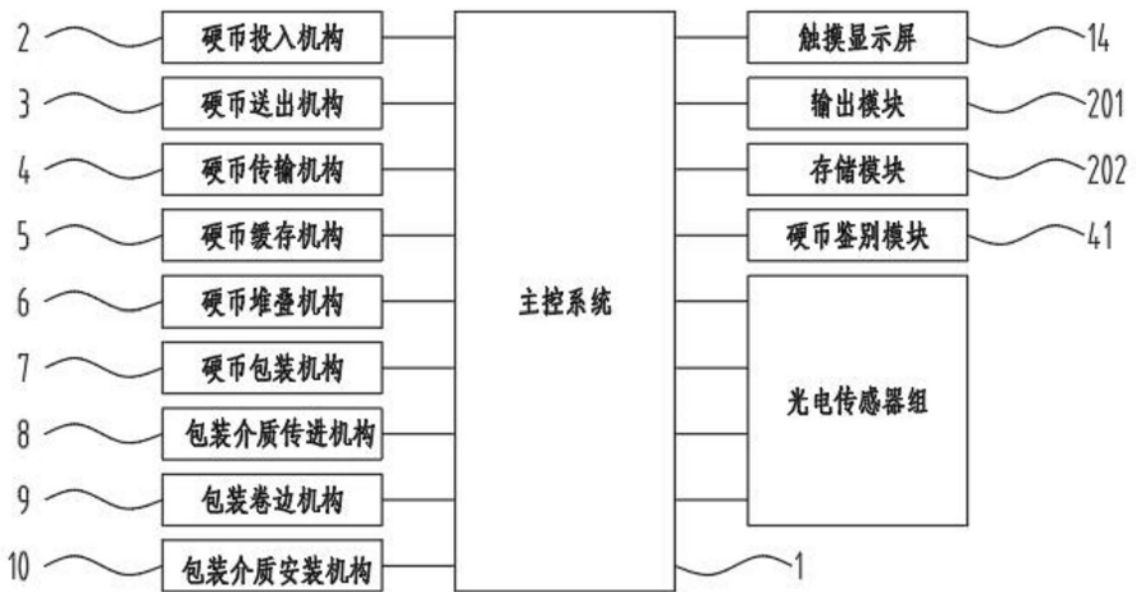 2 硬币投入机构
3 硬币送出机构
4 硬币传输机构
5 硬币缓存机构
6 硬币堆叠机构
7 硬币包装机构
8 包装介质传进机构
9 包装卷边机构
10 包装介质安装机构
主控系统
1
触摸显示屏 14
输出模块 201
存储模块 202
硬币鉴别模块 41
光电传感器组